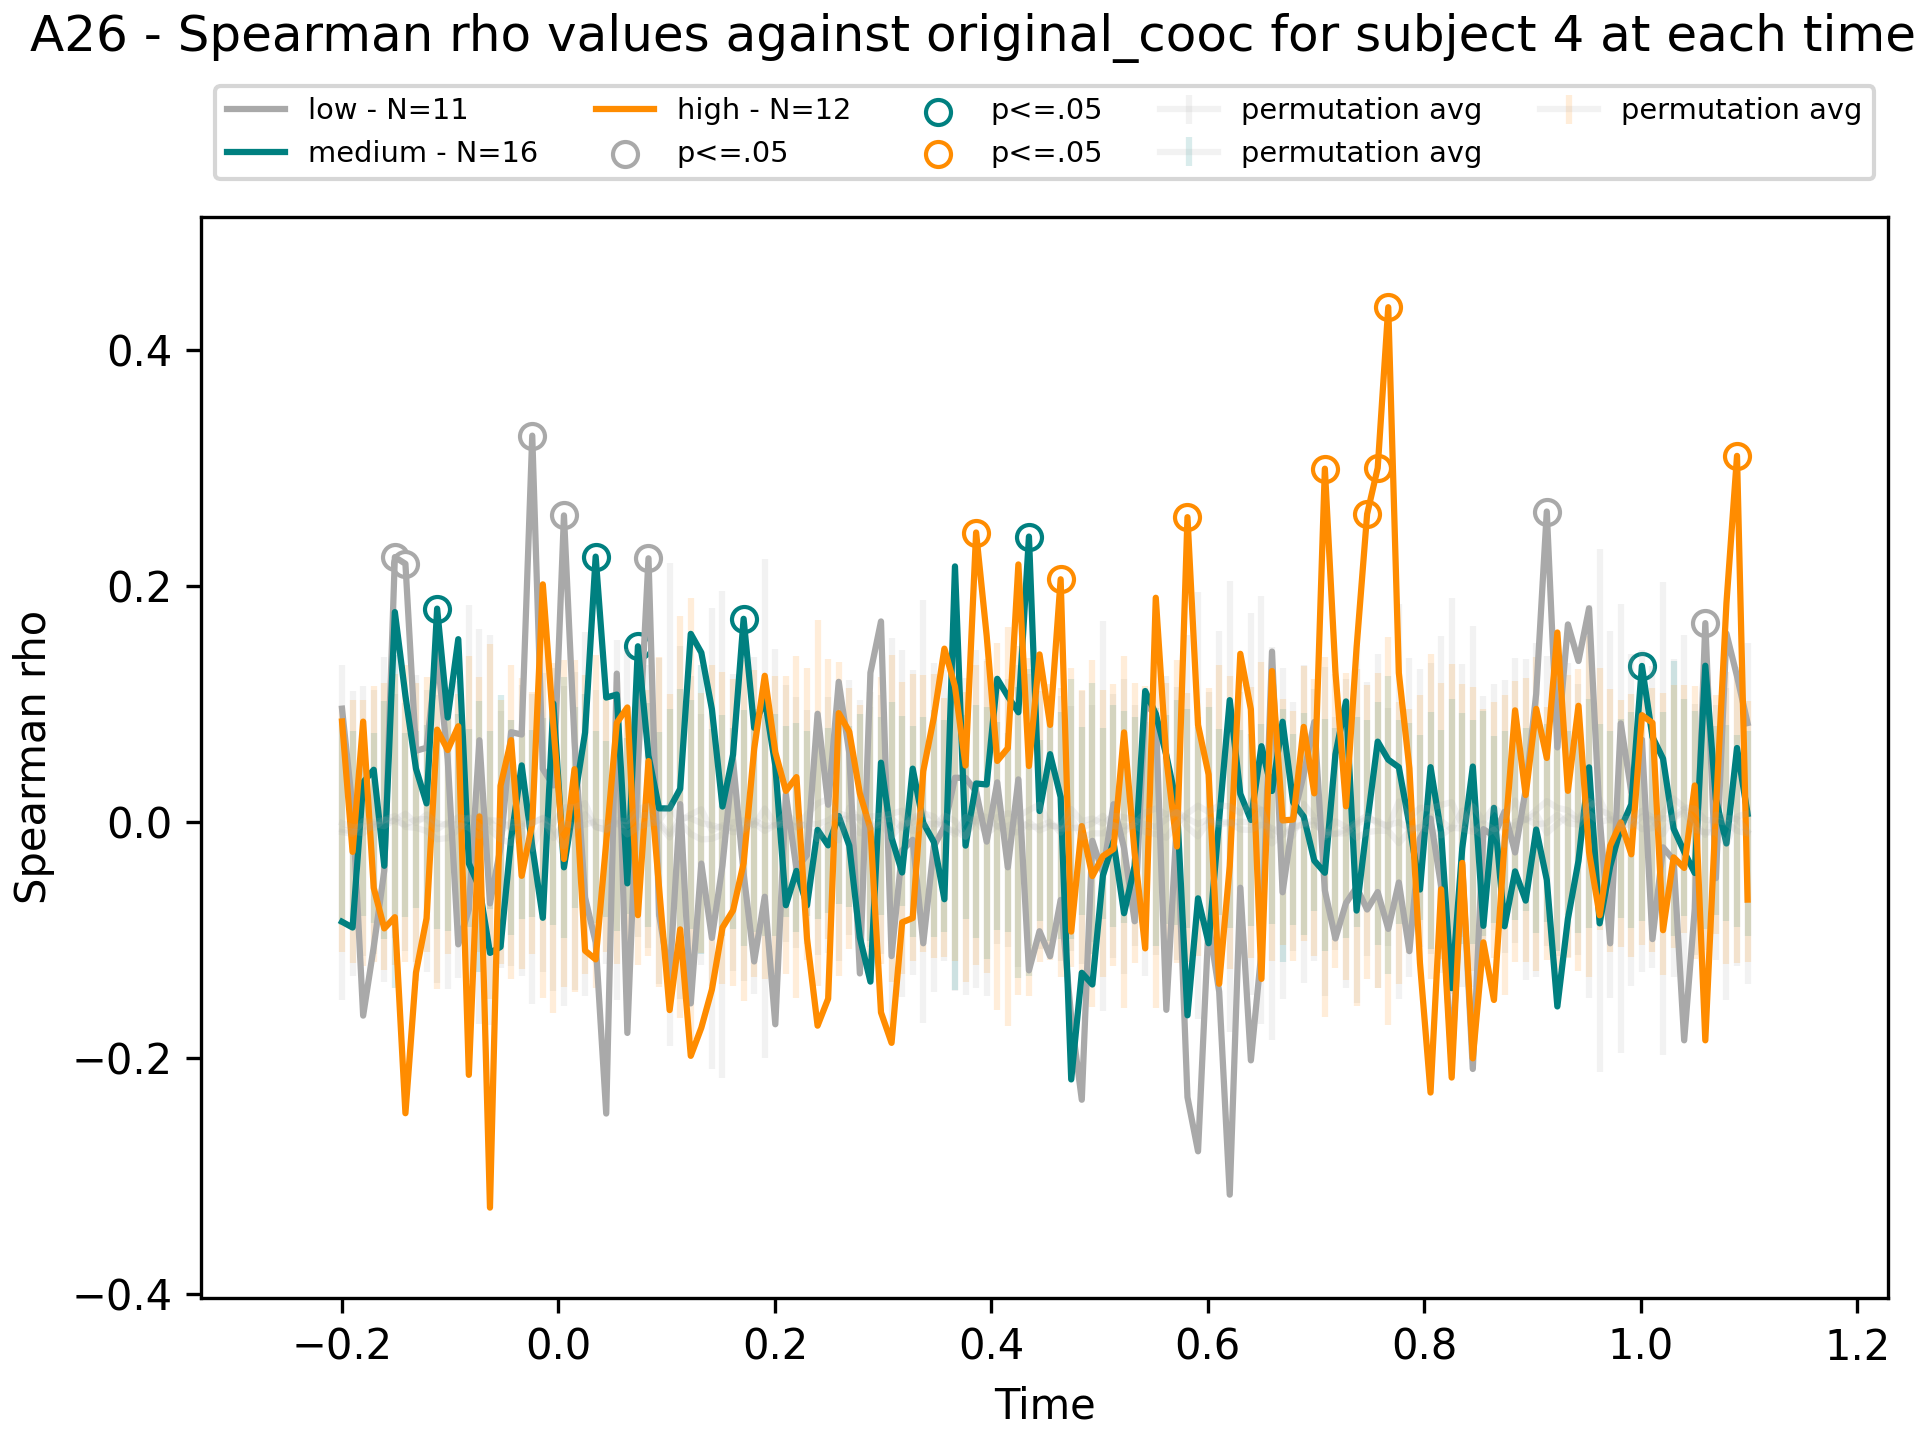 A26 - Spearman rho values against original_cooc for subject 4 at each time
low - N=11
medium - N=16
high - N=12
p<=.05
p<=.05
p<=.05
permutation avg
permutation avg
permutation avg
Spearman rho
0.4
0.2
0.0
−0.2
−0.4
−0.2
0.0
0.2
0.4
0.6
0.8
1.0
1.2
Time